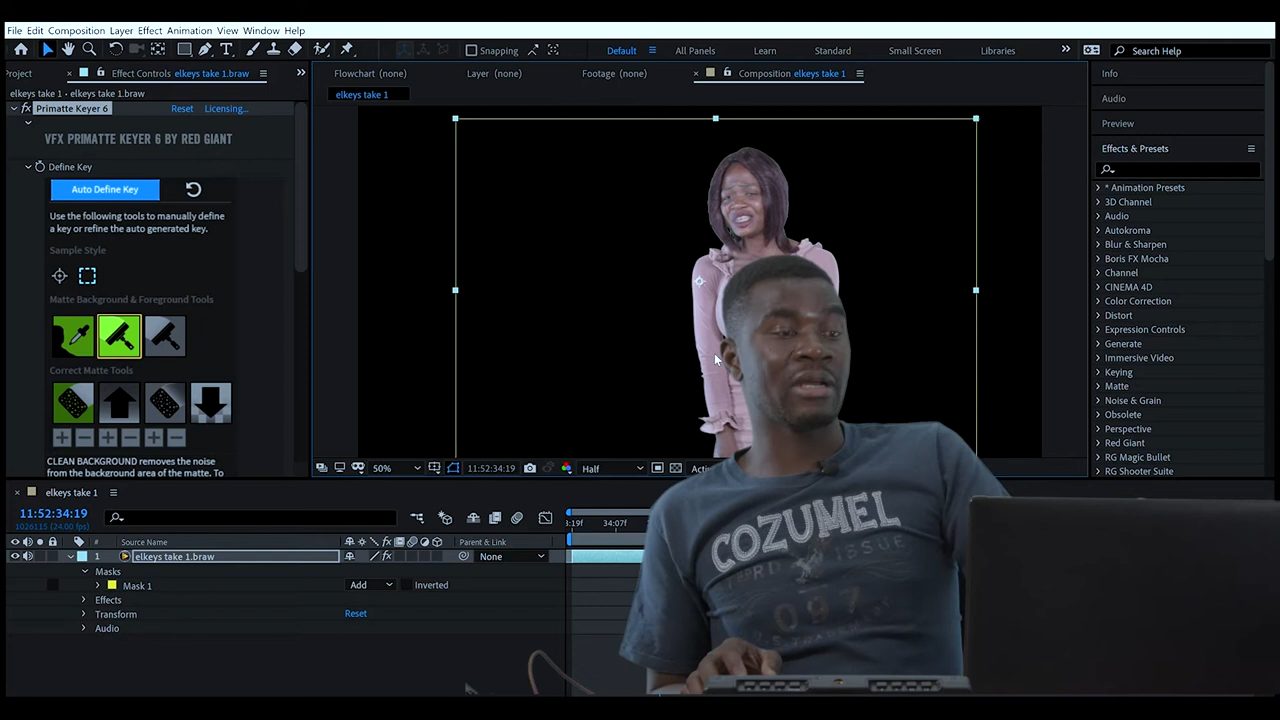 File Edit Composition Layer Effect Animation View Window Help
Snapping
Default
All Panels
Learn
Standard
Small Screen
Libraries
Search Help
Project
Effect Controls elkeys take 1.braw
Flowchart (none)
Layer (none)
Footage (none)
Composition elkeys take 1
elkeys take 1 • elkeys take 1.braw
elkeys take 1
fx Primatte Keyer 6
Reset
Licensing...
VFX PRIMATTE KEYER 6 BY RED GIANT
Define Key
Auto Define Key
Use the following tools to manually define
a key or refine the auto generated key.
Sample Style
Matte Background & Foreground Tools
Correct Matte Tools
CLEAN BACKGROUND removes the noise
from the background area of the matte. To
50%
11:52:34:19
Half
Info
Audio
Preview
Effects & Presets
* Animation Presets
3D Channel
Audio
Autokroma
Blur & Sharpen
Boris FX Mocha
Channel
CINEMA 4D
Color Correction
Distort
Expression Controls
Generate
Immersive Video
Keying
Matte
Noise & Grain
Obsolete
Perspective
Red Giant
RG Magic Bullet
RG Shooter Suite
elkeys take 1
11:52:34:19
1026115 (24.00 fps)
34:07f
# Source Name
Parent & Link
1 elkeys take 1.braw
None
Masks
Mask 1
Add
Inverted
Effects
Transform
Reset
Audio
COZUMEL
ISSUE
097